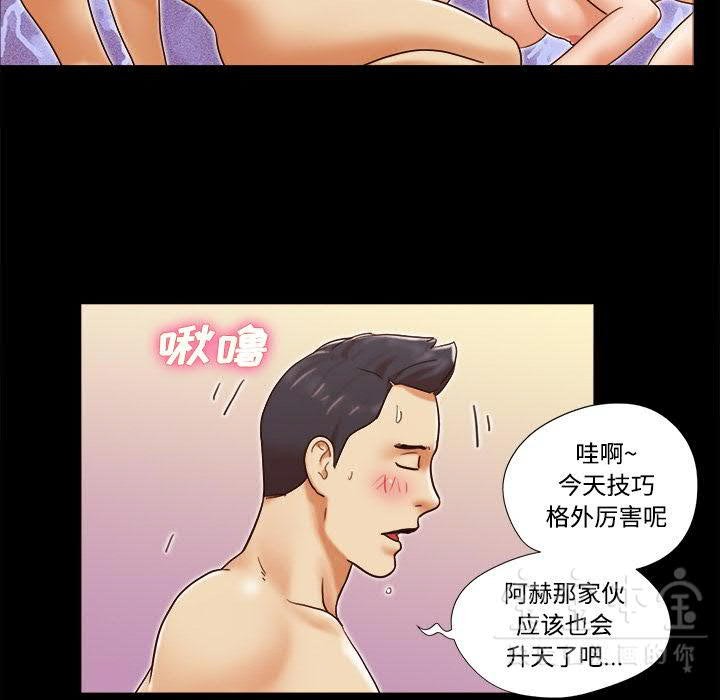 啾噜
哇啊~
今天技巧
格外厉害呢
阿赫那家伙
应该也会
升天了吧...